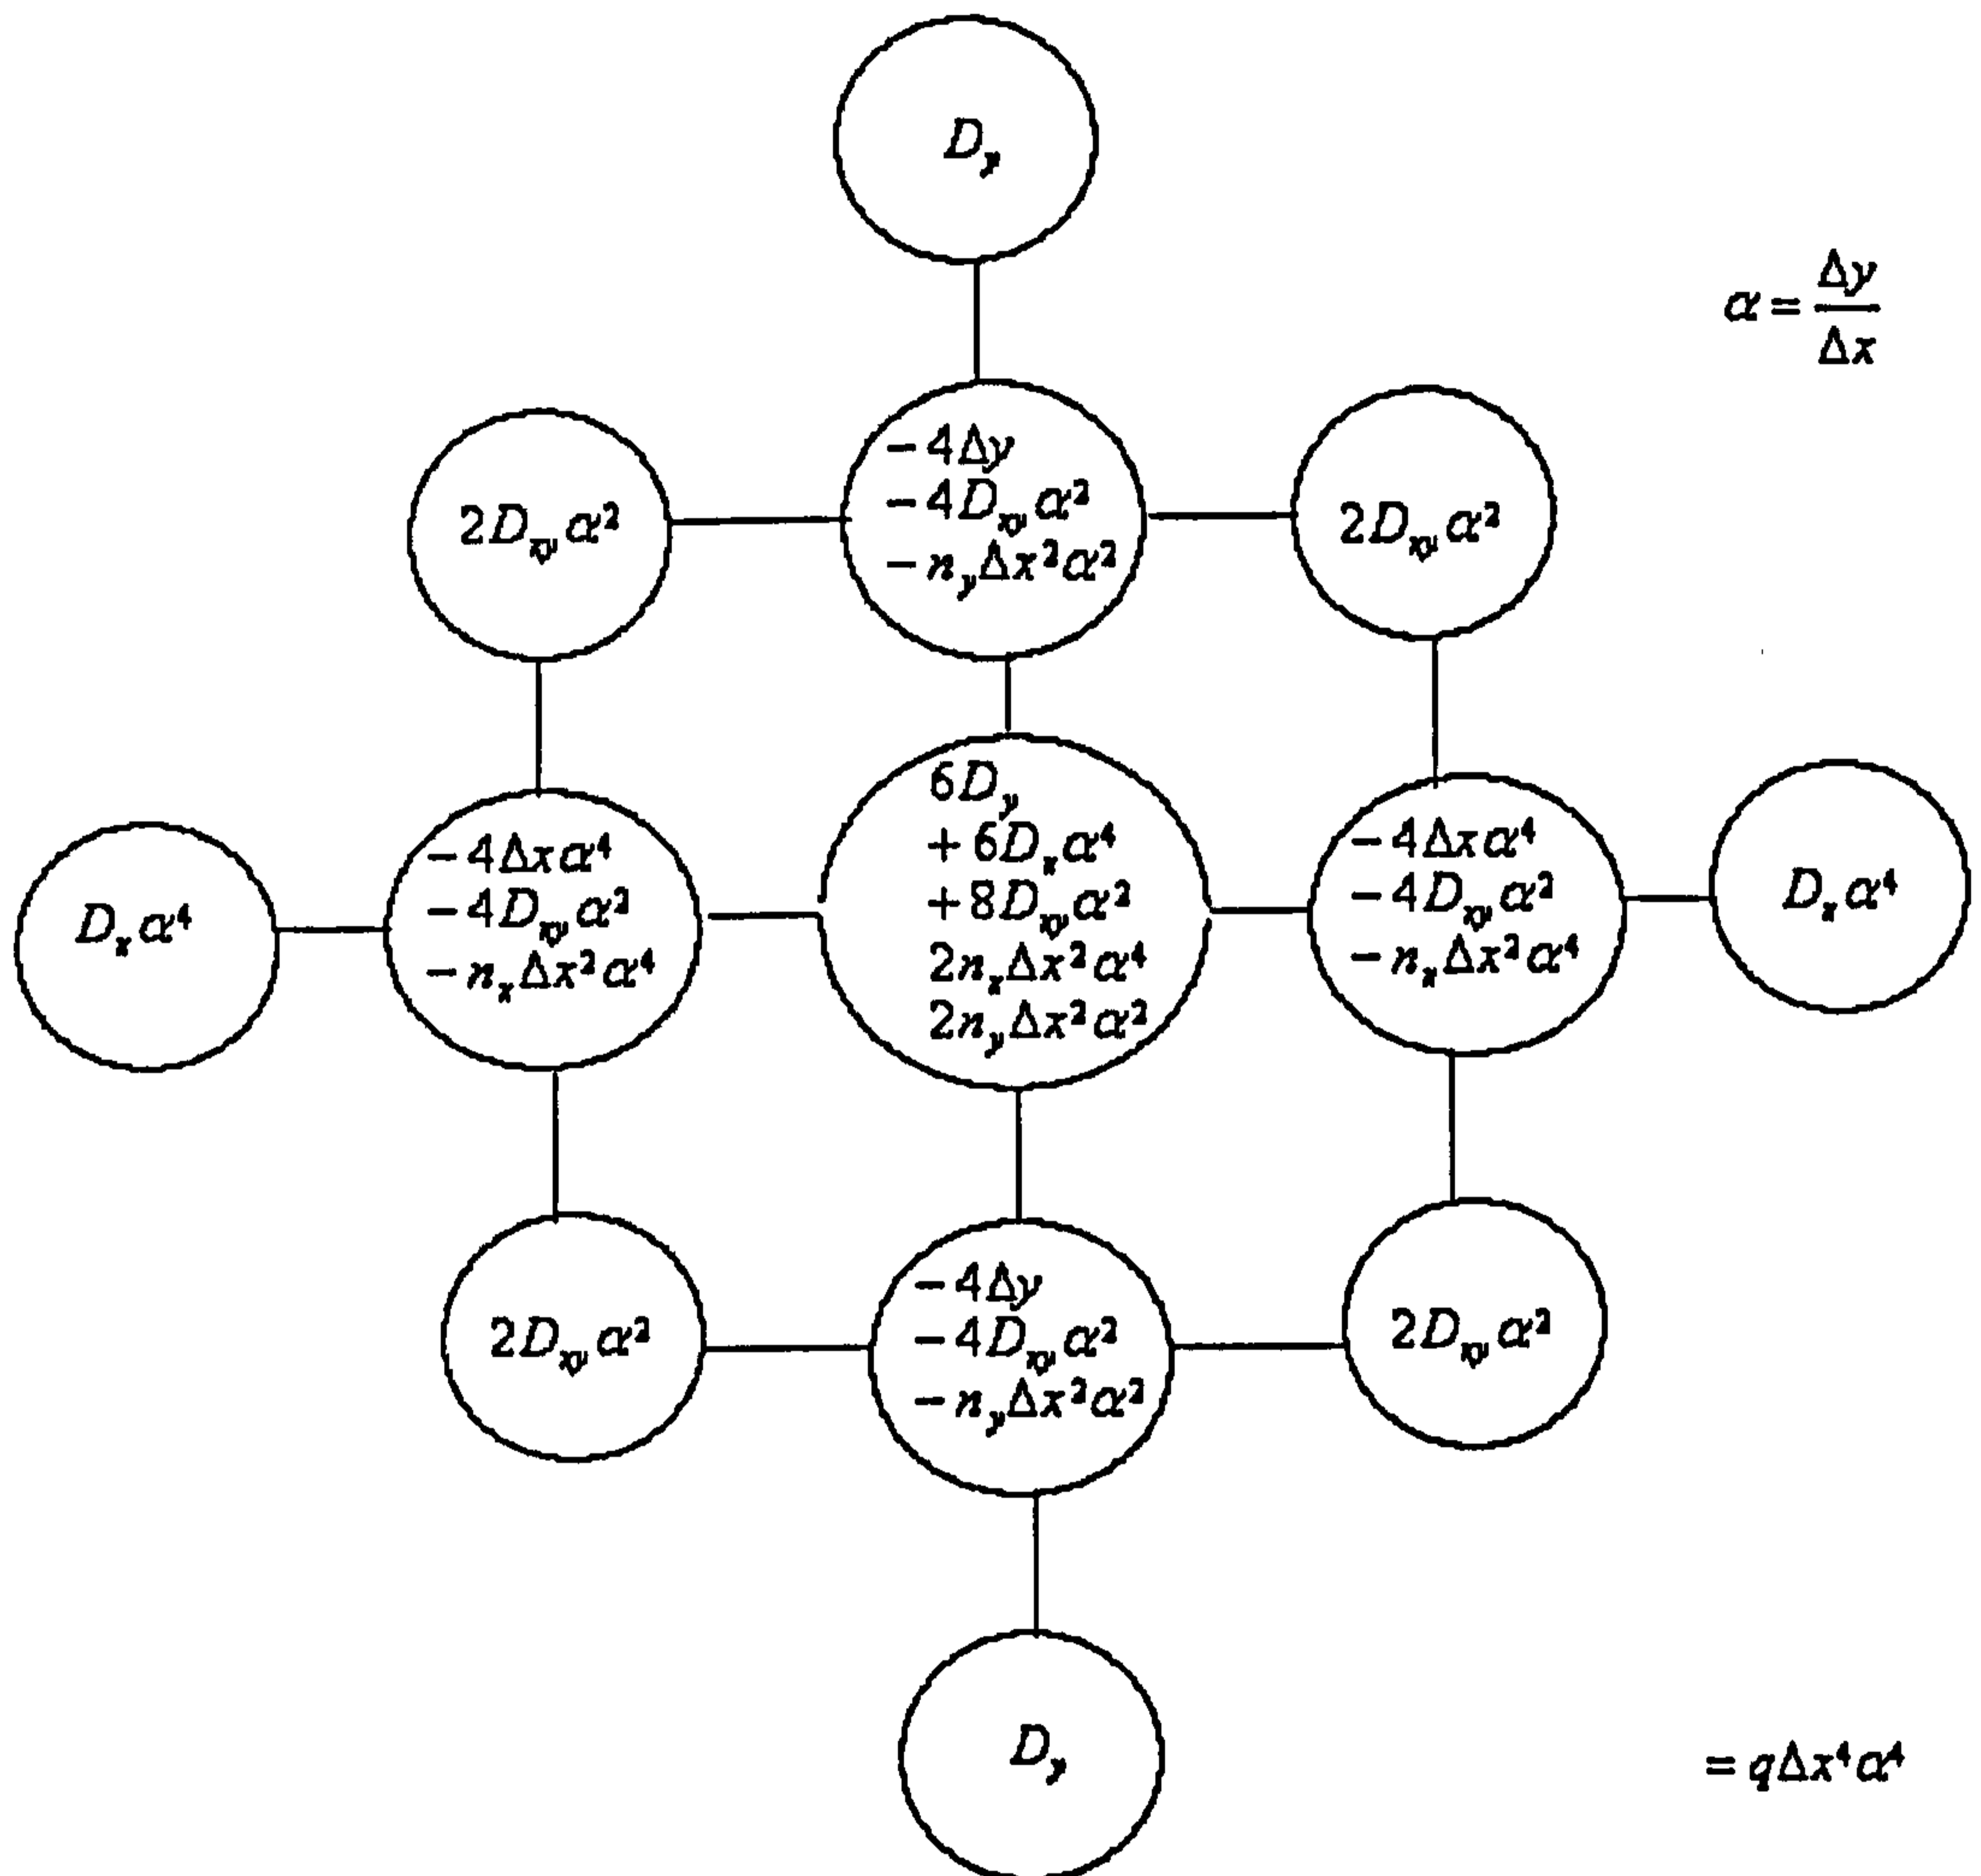 D_y
α = Δy / Δx
−4Δy
−4D_xy α²
−n_y Δx² α²
2D_xy α²
2D_xy α²
6D_y
+6D_x α⁴
+8D_xy α²
2n_x Δx² α⁴
2n_y Δx² α²
−4Δx α⁴
−4D_xy α²
−n_x Δx² α⁴
−4Δx α⁴
−4D_xy α²
−n_x Δx² α⁴
D_x α⁴
D_x α⁴
−4Δy
−4D_xy α²
−n_y Δx² α²
2D_xy α²
2D_xy α²
D_y
= qΔx⁴ α⁴